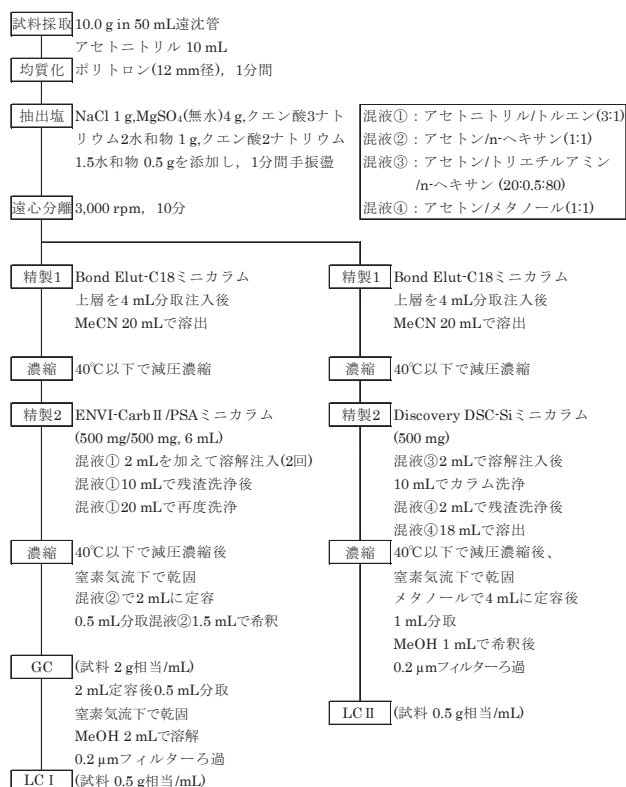 試料採取 10.0 g in 50 mL遠沈管
アセトニトリル 10 mL
均質化 ポリトロン(12 mm径)，1分間
抽出塩 NaCl 1 g,MgSO₄(無水)4 g,クエン酸3ナト
リウム2水和物 1 g,クエン酸2ナトリウム
1.5水和物 0.5 gを添加し，1分間手振盪
混液①：アセトニトリル/トルエン(3:1)
混液②：アセトン/n-ヘキサン(1:1)
混液③：アセトン/トリエチルアミン
/n-ヘキサン (20:0.5:80)
混液④：アセトン/メタノール(1:1)
遠心分離 3,000 rpm，10分
精製1 Bond Elut-C18ミニカラム
上層を4 mL分取注入後
MeCN 20 mLで溶出
濃縮 40℃以下で減圧濃縮
精製2 ENVI-CarbⅡ/PSAミニカラム
(500 mg/500 mg, 6 mL)
混液① 2 mLを加えて溶解注入(2回)
混液①10 mLで残渣洗浄後
混液①20 mLで再度洗浄
濃縮 40℃以下で減圧濃縮後
窒素気流下で乾固
混液②で2 mLに定容
0.5 mL分取混液②1.5 mLで希釈
GC (試料 2 g相当/mL)
2 mL定容後0.5 mL分取
窒素気流下で乾固
MeOH 2 mLで溶解
0.2 μmフィルターろ過
LCⅠ (試料 0.5 g相当/mL)
精製1 Bond Elut-C18ミニカラム
上層を4 mL分取注入後
MeCN 20 mLで溶出
濃縮 40℃以下で減圧濃縮
精製2 Discovery DSC-Siミニカラム
(500 mg)
混液③2 mLで溶解注入後
10 mLでカラム洗浄
混液④2 mLで残渣洗浄後
混液④18 mLで溶出
濃縮 40℃以下で減圧濃縮後、
窒素気流下で乾固
メタノールで4 mLに定容後
1 mL分取
MeOH 1 mLで希釈後
0.2 μmフィルターろ過
LCⅡ (試料 0.5 g相当/mL)